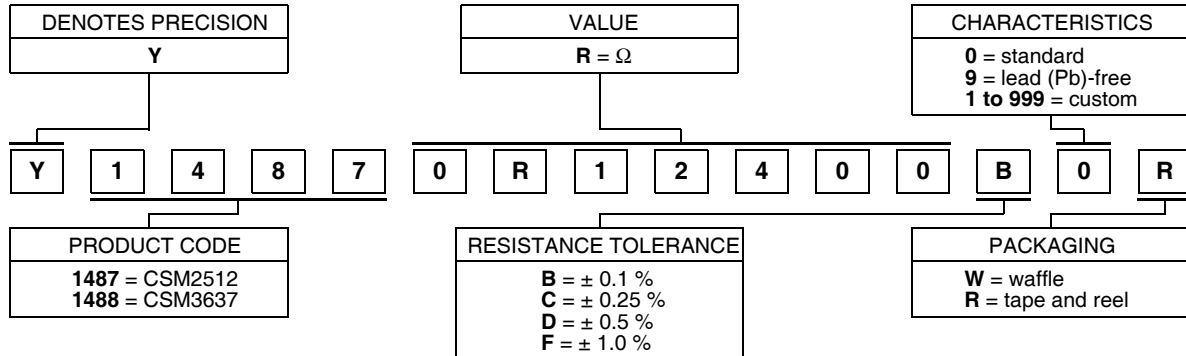 DENOTES PRECISION
Y
VALUE
R = Ω
CHARACTERISTICS
0 = standard
9 = lead (Pb)-free
1 to 999 = custom
Y 1 4 8 7 0 R 1 2 4 0 0 B 0 R
PRODUCT CODE
1487 = CSM2512
1488 = CSM3637
RESISTANCE TOLERANCE
B = ± 0.1 %
C = ± 0.25 %
D = ± 0.5 %
F = ± 1.0 %
PACKAGING
W = waffle
R = tape and reel